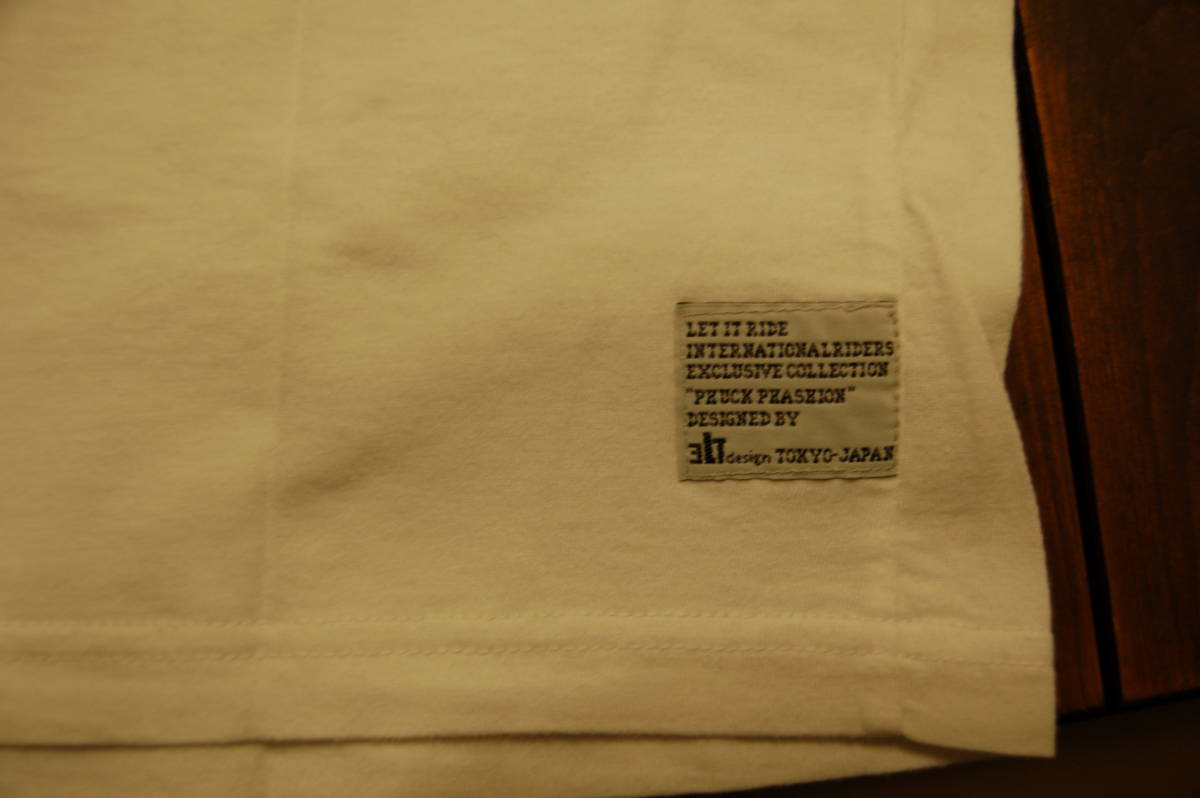 LET IT RIDE
INTERNATIONALRIDERS
EXCLUSIVE COLLECTION
"PHUCK PHASHION"
DESIGNED BY
design TOKYO-JAPAN